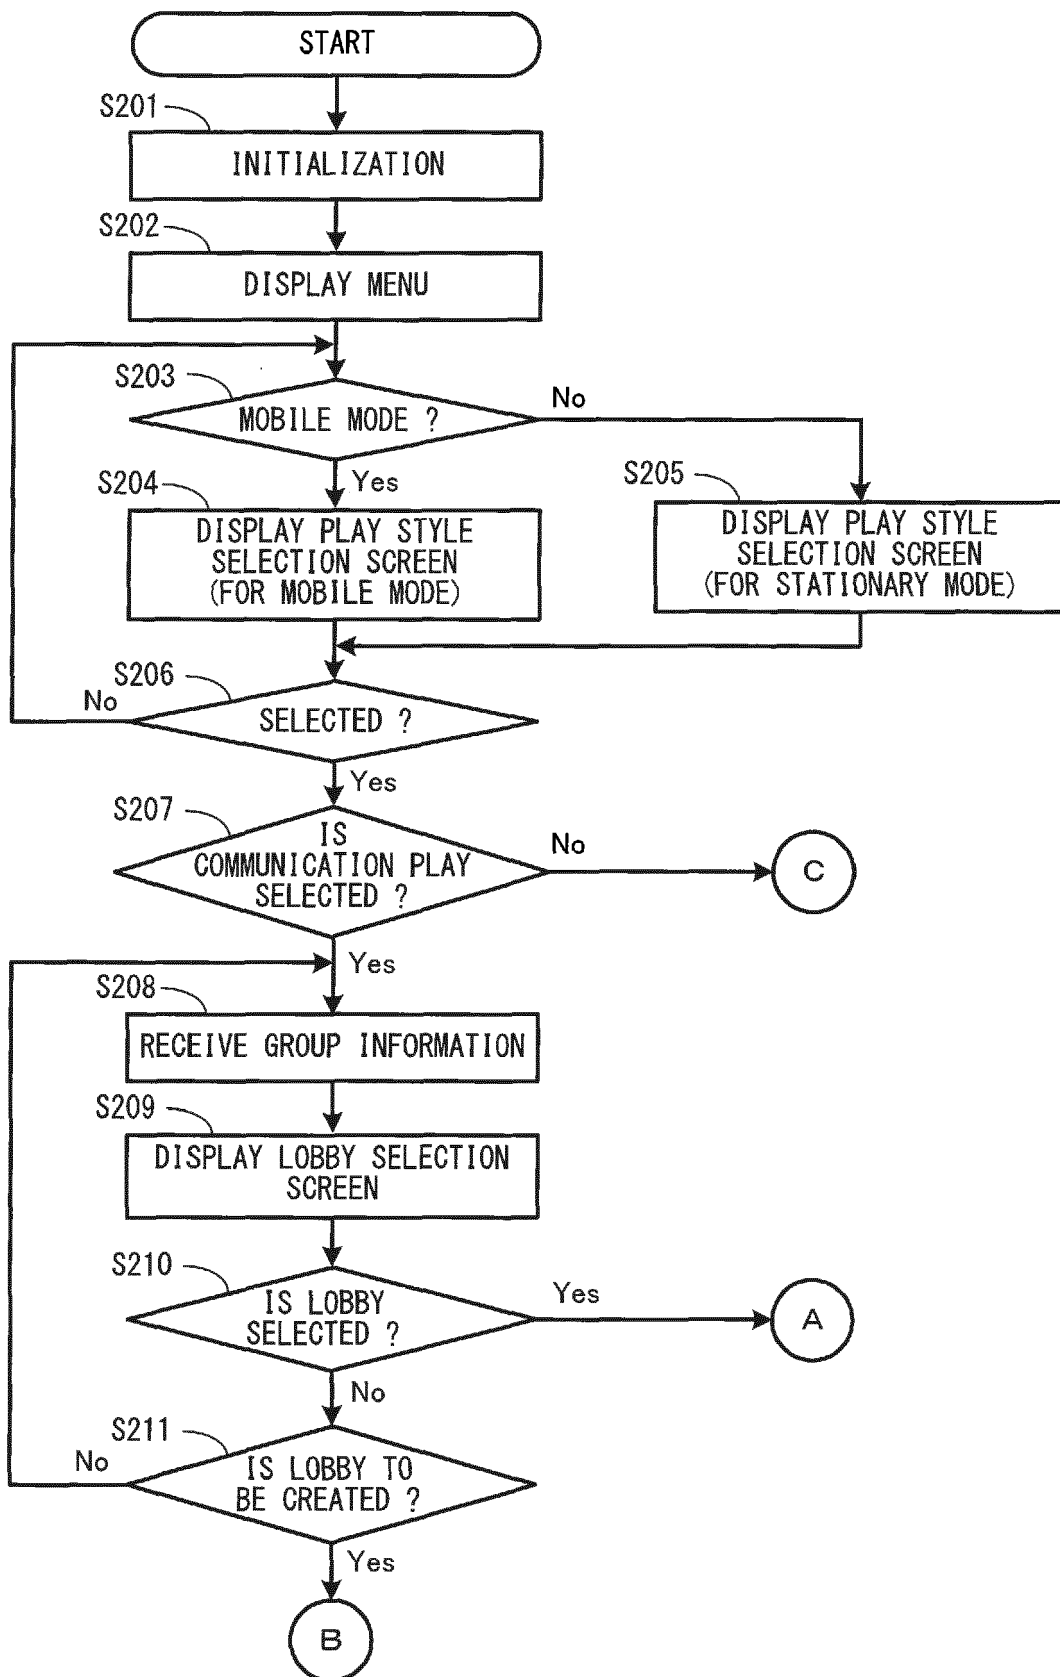 START
S201
INITIALIZATION
S202
DISPLAY MENU
S203
MOBILE MODE ?
No
Yes
S204
DISPLAY PLAY STYLE
SELECTION SCREEN
(FOR MOBILE MODE)
S205
DISPLAY PLAY STYLE
SELECTION SCREEN
(FOR STATIONARY MODE)
S206
No
SELECTED ?
Yes
S207
IS
COMMUNICATION PLAY
SELECTED ?
No
C
Yes
S208
RECEIVE GROUP INFORMATION
S209
DISPLAY LOBBY SELECTION
SCREEN
S210
IS LOBBY
SELECTED ?
Yes
A
No
S211
No
IS LOBBY TO
BE CREATED ?
Yes
B